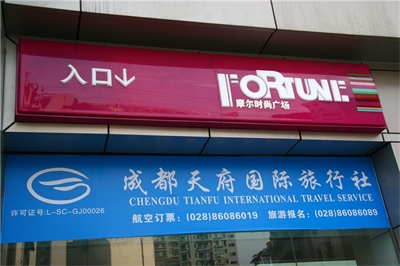 入口↓
FORTUNE
摩尔时尚广场
成都天府国际旅行社
CHENGDU TIANFU INTERNATIONAL TRAVEL SERVICE
许可证号:L-SC-GJ00026
航空订票:(028)86086019 旅游报名:(028)86086089